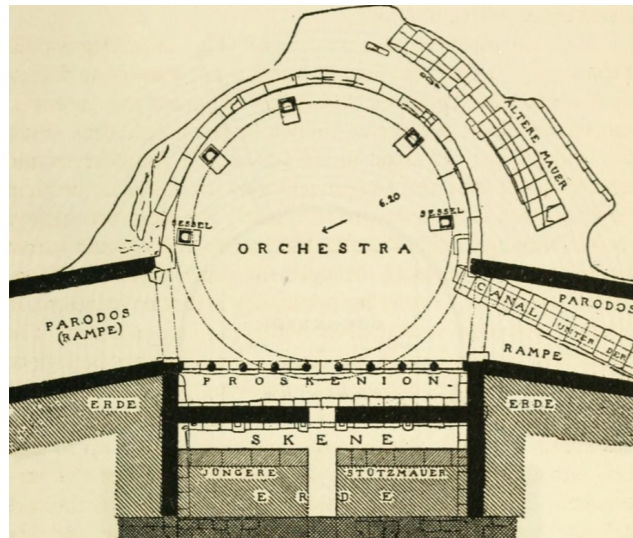 ÄLTERE MAUER
6.20
SESSEL
SESSEL
ORCHESTRA
PARODOS
(RAMPE)
PARODOS
CANAL UNTER DER
RAMPE
PROSKENION
ERDE
ERDE
SKENE
JÜNGERE STÜTZMAUER
ERDE